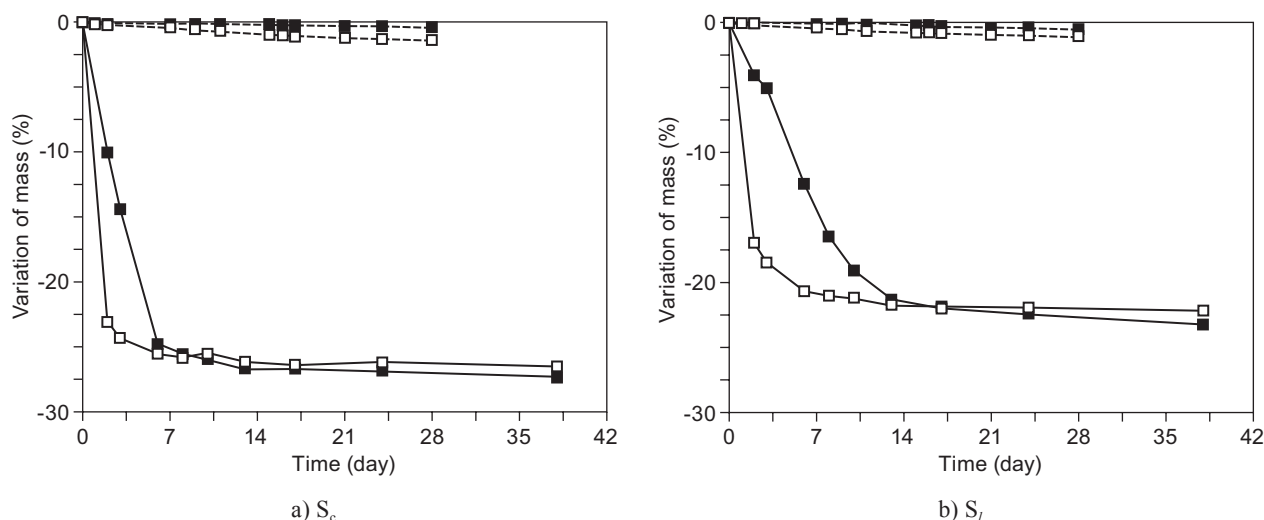 Variation of mass (%)
0
-10
-20
-30
0 7 14 21 28 35 42
Time (day)
a) Sc
Variation of mass (%)
0
-10
-20
-30
0 7 14 21 28 35 42
Time (day)
b) Sl